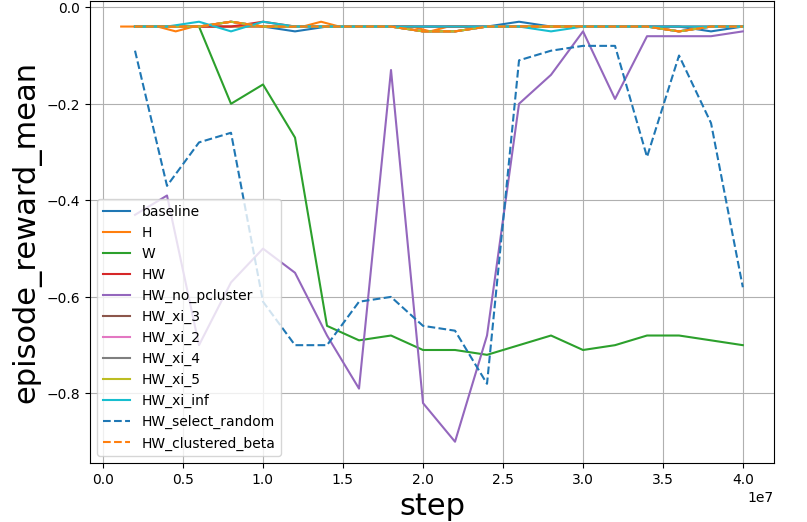 0.0
−0.2
−0.4
−0.6
−0.8
episode_reward_mean
baseline
H
W
HW
HW_no_pcluster
HW_xi_3
HW_xi_2
HW_xi_4
HW_xi_5
HW_xi_inf
HW_select_random
HW_clustered_beta
0.0 0.5 1.0 1.5 2.0 2.5 3.0 3.5 4.0
1e7
step